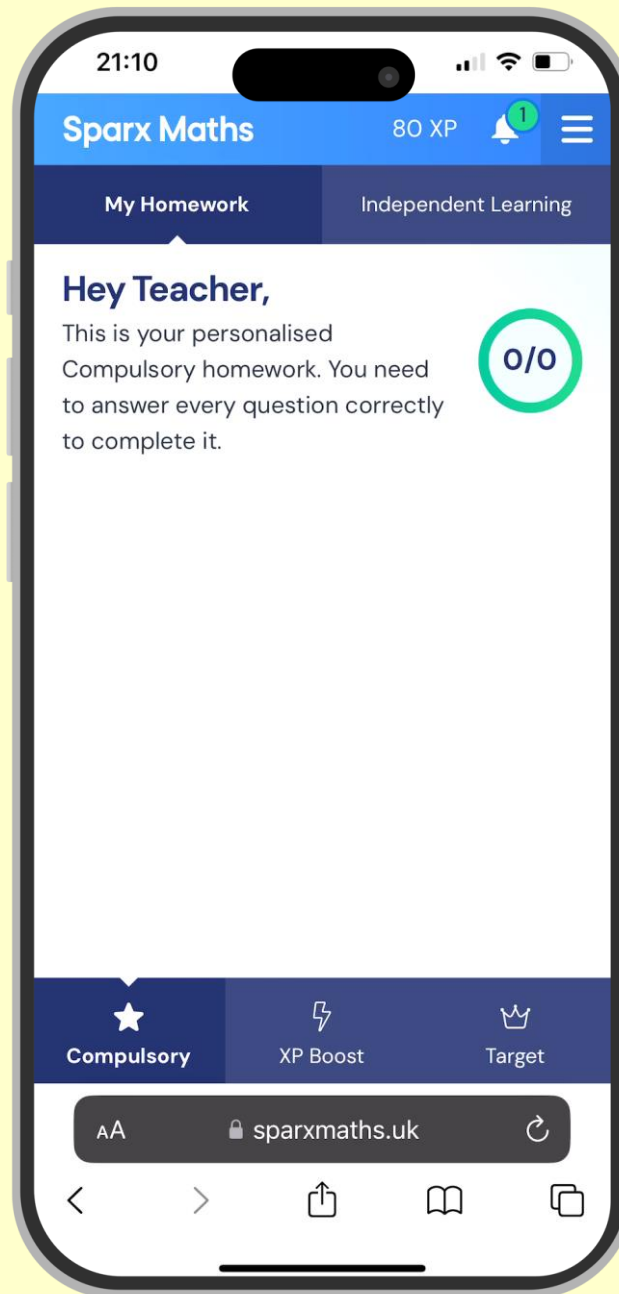 21:10
Sparx Maths 80 XP 1
My Homework Independent Learning
Hey Teacher,
This is your personalised
Compulsory homework. You need
to answer every question correctly
to complete it.
0/0
Compulsory XP Boost Target
AA sparxmaths.uk